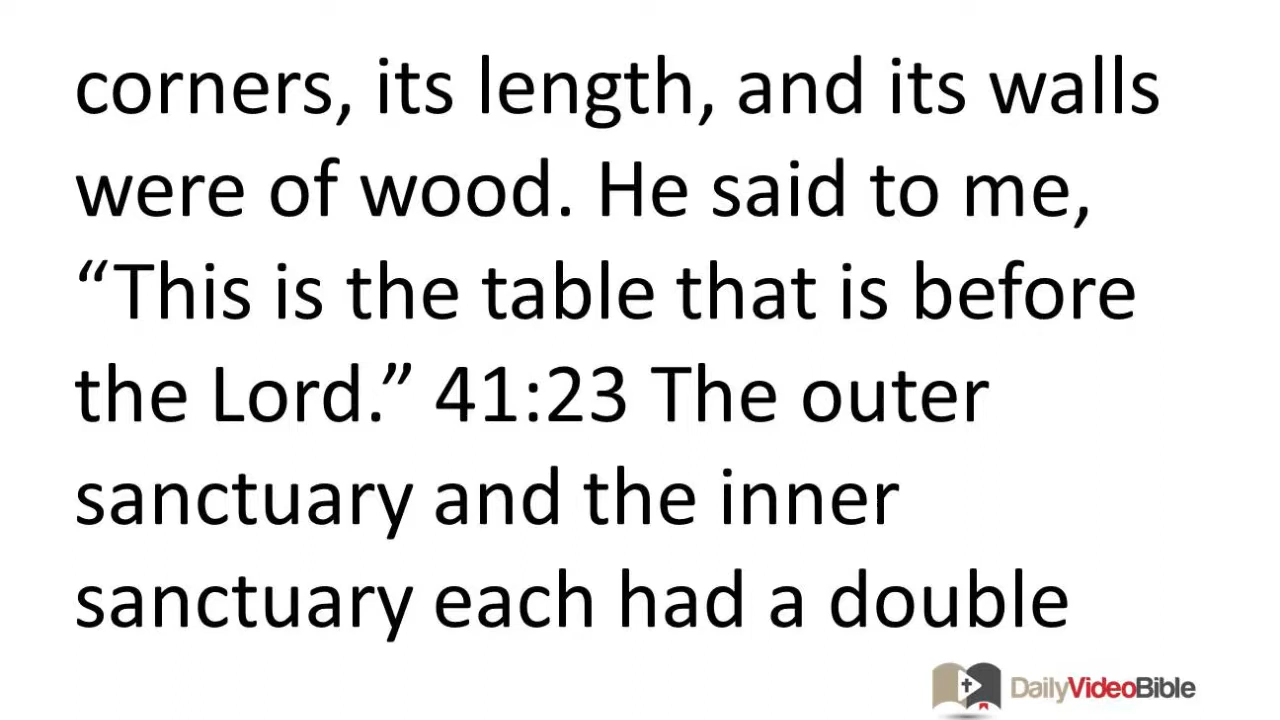 corners, its length, and its walls
were of wood. He said to me,
“This is the table that is before
the Lord.” 41:23 The outer
sanctuary and the inner
sanctuary each had a double
DailyVideoBible